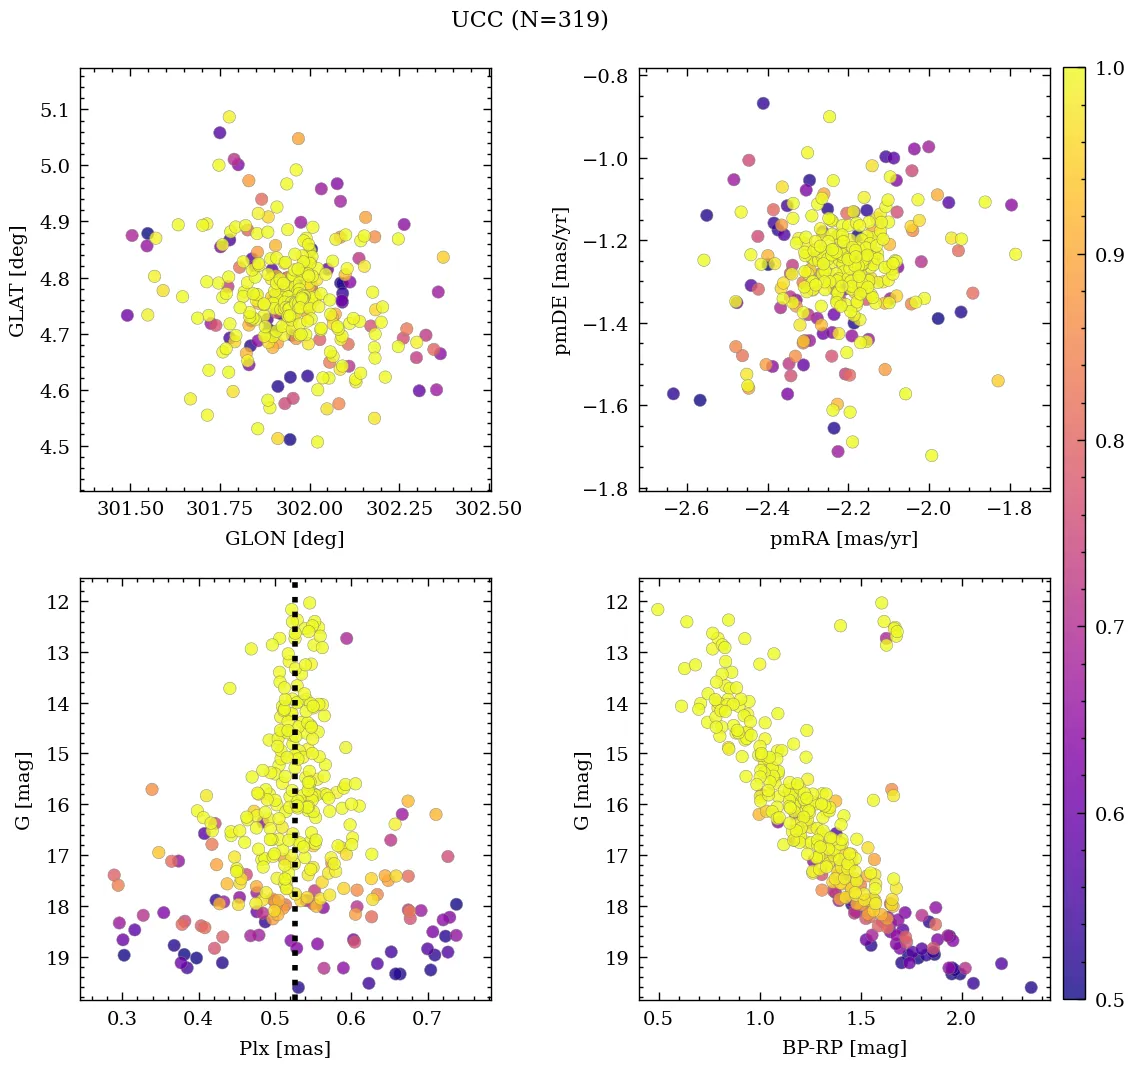 UCC (N=319)
5.1
5.0
4.9
4.8
4.7
4.6
4.5
GLAT [deg]
301.50 301.75 302.00 302.25 302.50
GLON [deg]
−0.8
−1.0
−1.2
−1.4
−1.6
−1.8
pmDE [mas/yr]
−2.6 −2.4 −2.2 −2.0 −1.8
pmRA [mas/yr]
12
13
14
15
16
17
18
19
G [mag]
0.3 0.4 0.5 0.6 0.7
Plx [mas]
12
13
14
15
16
17
18
19
G [mag]
0.5 1.0 1.5 2.0
BP-RP [mag]
1.0
0.9
0.8
0.7
0.6
0.5